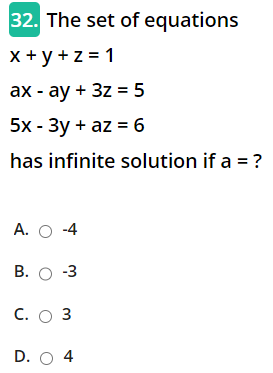 32. The set of equations
x + y + z = 1
ax - ay + 3z = 5
5x - 3y + az = 6
has infinite solution if a = ?
A. -4
B. -3
C. 3
D. 4